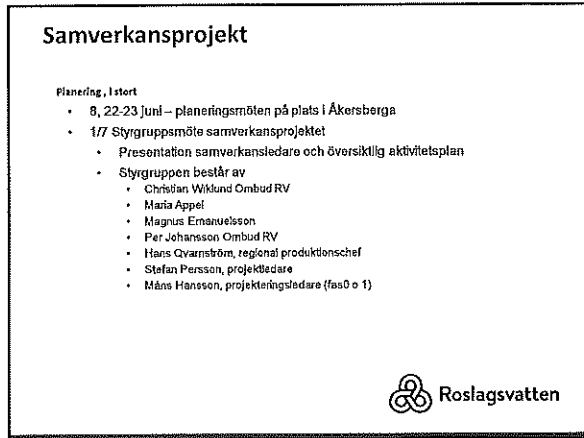 Samverkansprojekt
Planering , i stort
• 8, 22-23 juni – planeringsmöten på plats i Åkersberga
• 1/7 Styrgruppsmöte samverkansprojektet
• Presentation samverkansledare och översiktlig aktivitetsplan
• Styrgruppen består av
• Christian Wiklund Ombud RV
• Maria Appel
• Magnus Emanuelsson
• Per Johansson Ombud RV
• Hans Qvarnström, regional produktionschef
• Stefan Persson, projektledare
• Måns Hansson, projekteringsledare (fas0 o 1)
Roslagsvatten